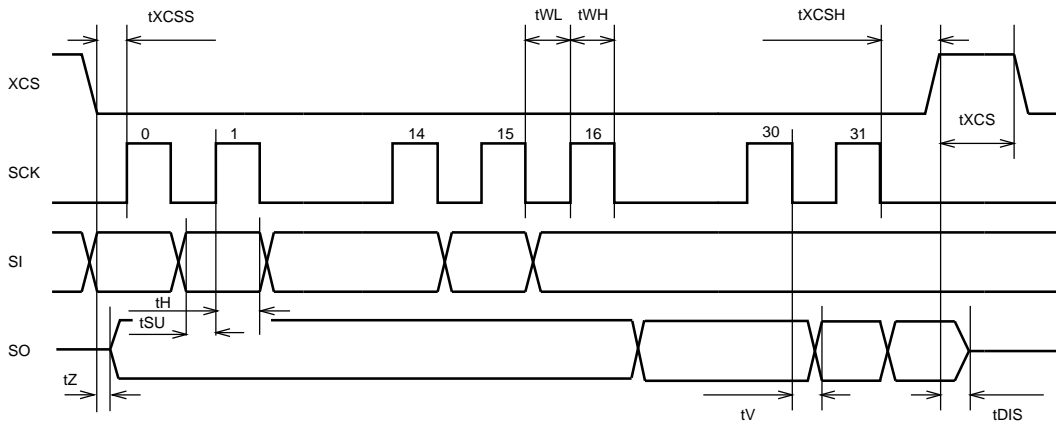 tXCSS tWL tWH tXCSH
XCS
tXCS
0 1 14 15 16 30 31
SCK
SI
tH
tSU
SO
tZ
tV tDIS